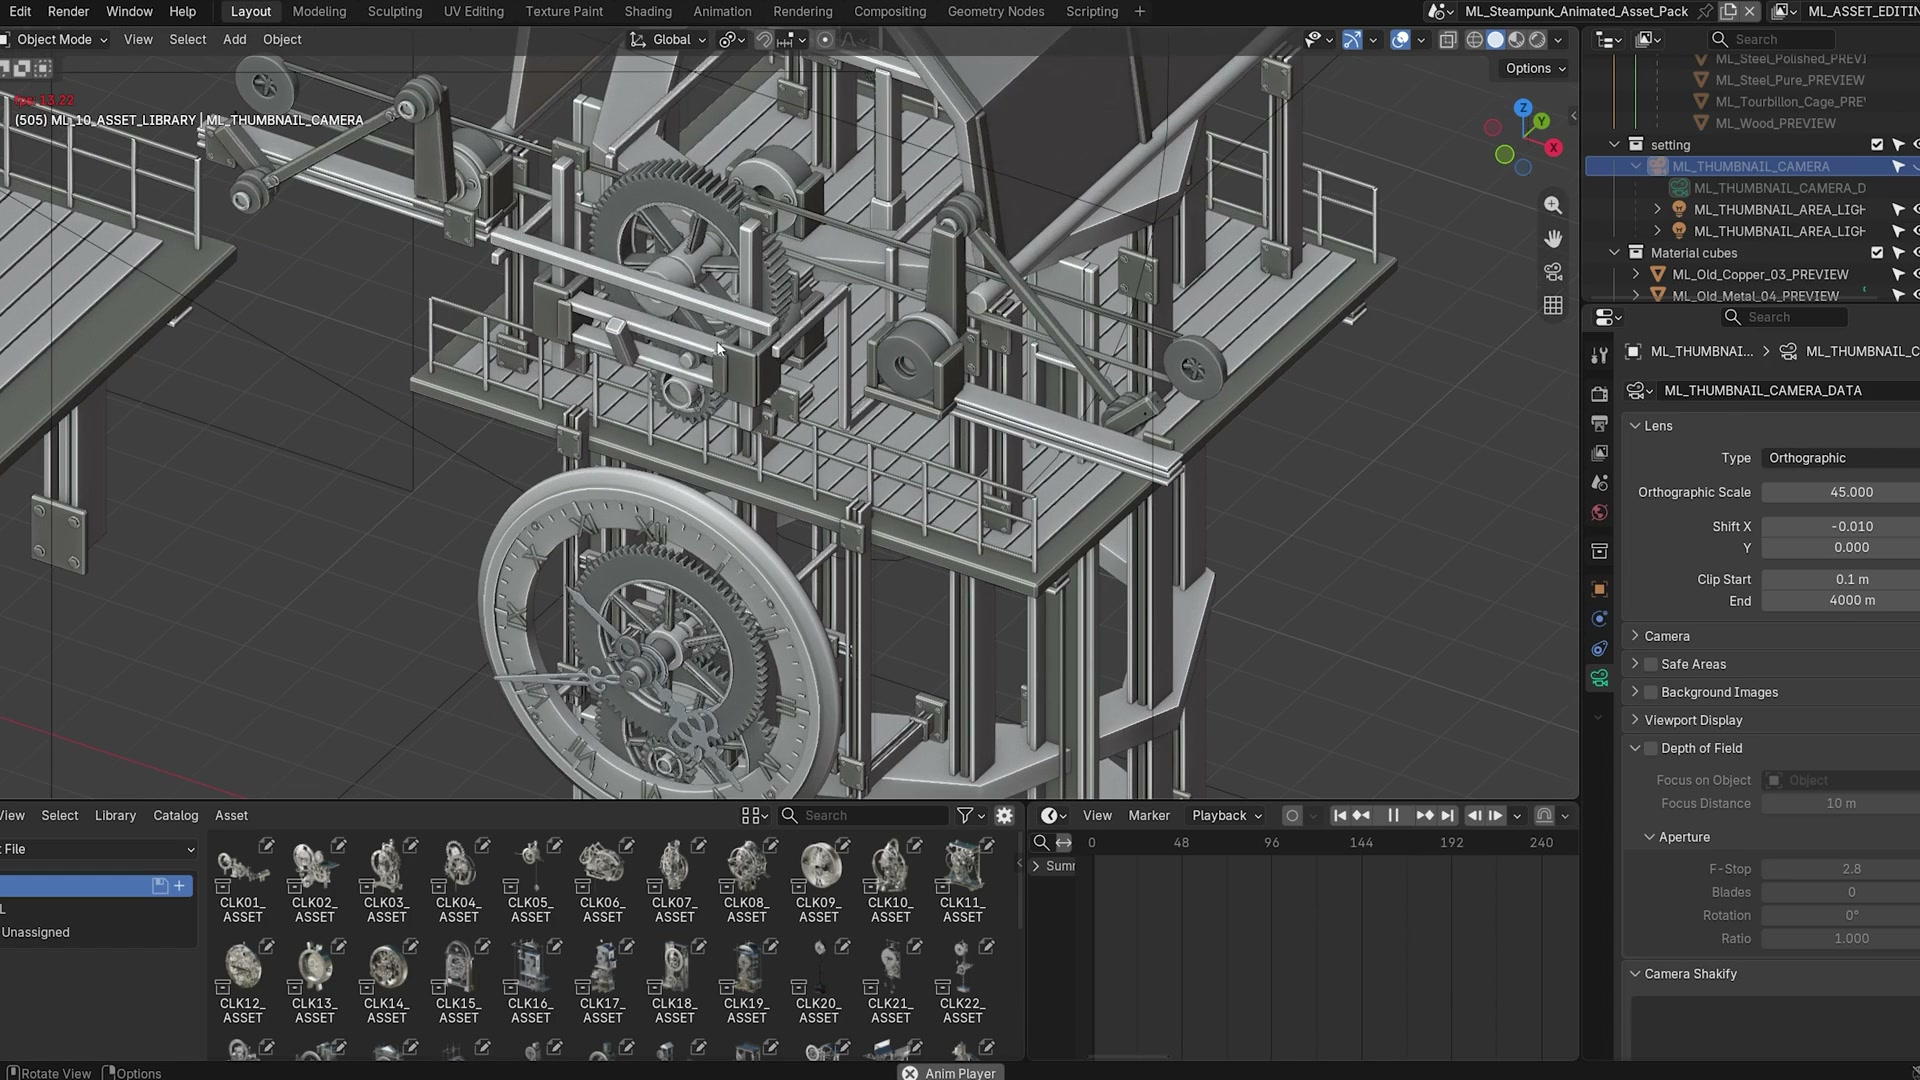 Edit Render Window Help Layout Modeling Sculpting UV Editing Texture Paint Shading Animation Rendering Compositing Geometry Nodes Scripting + ML_Steampunk_Animated_Asset_Pack ML_ASSET_EDITIN
Object Mode View Select Add Object Global Search
Options
fps: 13.22
(505) ML_10_ASSET_LIBRARY | ML_THUMBNAIL_CAMERA
Z
Y
X
ML_Steel_Polished_PREVI
ML_Steel_Pure_PREVIEW
ML_Tourbillon_Cage_PRE
ML_Wood_PREVIEW
setting
ML_THUMBNAIL_CAMERA
ML_THUMBNAIL_CAMERA_D
ML_THUMBNAIL_AREA_LIGH
ML_THUMBNAIL_AREA_LIGH
Material cubes
ML_Old_Copper_03_PREVIEW
ML_Old_Metal_04_PREVIEW
Search
ML_THUMBNAI... ML_THUMBNAIL_C
ML_THUMBNAIL_CAMERA_DATA
Lens
Type Orthographic
Orthographic Scale 45.000
Shift X -0.010
Y 0.000
Clip Start 0.1 m
End 4000 m
Camera
Safe Areas
Background Images
Viewport Display
Depth of Field
Focus on Object Object
Focus Distance 10 m
Aperture
F-Stop 2.8
Blades 0
Rotation 0°
Ratio 1.000
Camera Shakify
View Select Library Catalog Asset Search
t File
L
Unassigned
CLK01_ CLK02_ CLK03_ CLK04_ CLK05_ CLK06_ CLK07_ CLK08_ CLK09_ CLK10_ CLK11_
ASSET ASSET ASSET ASSET ASSET ASSET ASSET ASSET ASSET ASSET ASSET
CLK12_ CLK13_ CLK14_ CLK15_ CLK16_ CLK17_ CLK18_ CLK19_ CLK20_ CLK21_ CLK22_
ASSET ASSET ASSET ASSET ASSET ASSET ASSET ASSET ASSET ASSET ASSET
View Marker Playback
0 48 96 144 192 240
Summ
Rotate View Options Anim Player